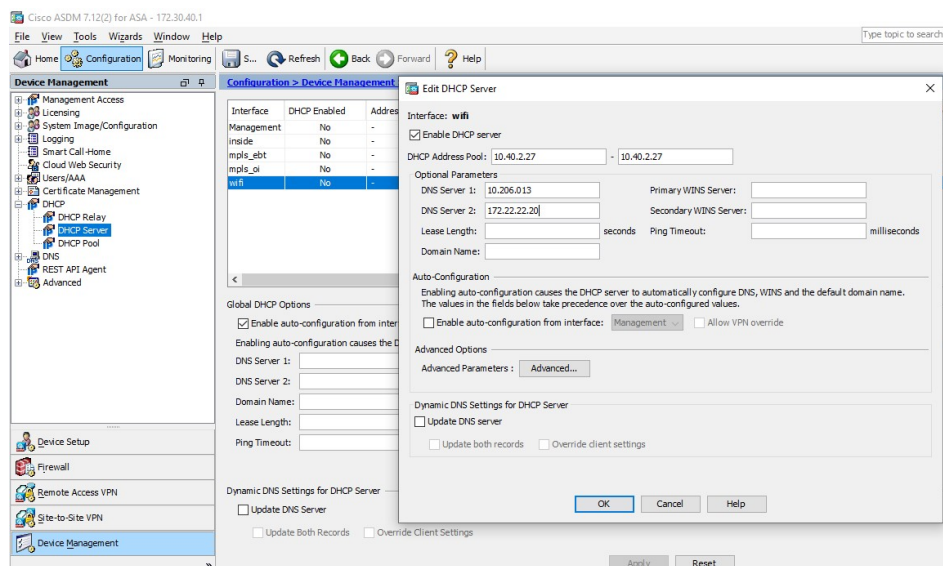 Cisco ASDM 7.12(2) for ASA - 172.30.40.1
File View Tools Wizards Window Help
Type topic to search
Home Configuration Monitoring S... Refresh Back Forward Help
Device Management
Management Access
Licensing
System Image/Configuration
Logging
Smart Call-Home
Cloud Web Security
Users/AAA
Certificate Management
DHCP
DHCP Relay
DHCP Server
DHCP Pool
DNS
REST API Agent
Advanced
Device Setup
Firewall
Remote Access VPN
Site-to-Site VPN
Device Management
»
Configuration > Device Management
Interface DHCP Enabled Addres
Management No -
inside No -
mpls_ebt No -
mpls_oi No -
wifi No -
Global DHCP Options
Enable auto-configuration from inter
Enabling auto-configuration causes the D
DNS Server 1:
DNS Server 2:
Domain Name:
Lease Length:
Ping Timeout:
Dynamic DNS Settings for DHCP Server
Update DNS Server
Update Both Records Override Client Settings
Apply Reset
Edit DHCP Server
Interface: wifi
Enable DHCP server
DHCP Address Pool: 10.40.2.27 - 10.40.2.27
Optional Parameters
DNS Server 1: 10.206.013 Primary WINS Server:
DNS Server 2: 172.22.22.20 Secondary WINS Server:
Lease Length: seconds Ping Timeout: milliseconds
Domain Name:
Auto-Configuration
Enabling auto-configuration causes the DHCP server to automatically configure DNS, WINS and the default domain name.
The values in the fields below take precedence over the auto-configured values.
Enable auto-configuration from interface: Management Allow VPN override
Advanced Options
Advanced Parameters : Advanced...
Dynamic DNS Settings for DHCP Server
Update DNS server
Update both records Override client settings
OK Cancel Help